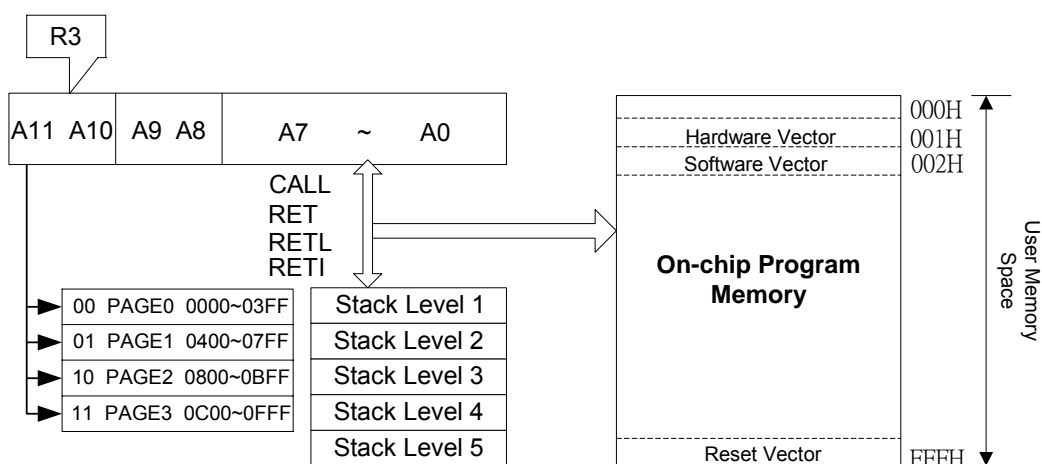 R3
A11 A10 A9 A8 A7 ~ A0
CALL
RET
RETL
RETI
00 PAGE0 0000~03FF
01 PAGE1 0400~07FF
10 PAGE2 0800~0BFF
11 PAGE3 0C00~0FFF
Stack Level 1
Stack Level 2
Stack Level 3
Stack Level 4
Stack Level 5
000H
Hardware Vector 001H
Software Vector 002H
On-chip Program
Memory
Reset Vector FFFH
User Memory
Space